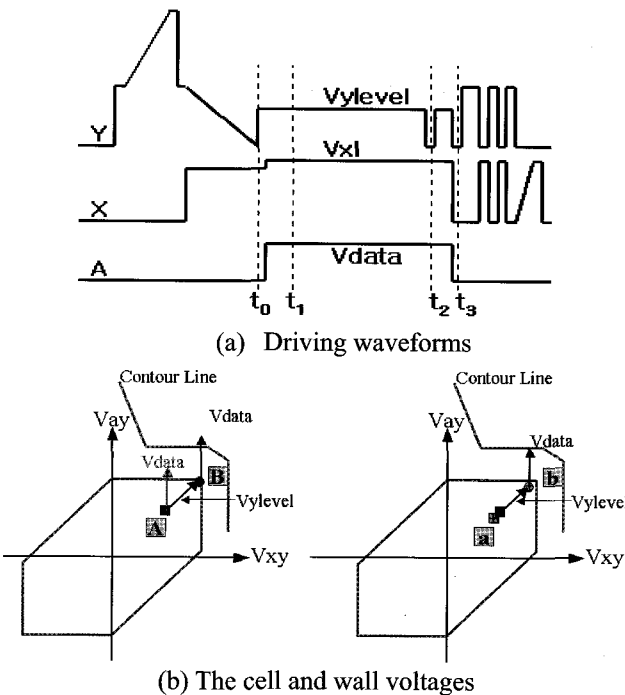 Vylevel
Y
Vxl
X
A
Vdata
t0 t1 t2 t3
(a) Driving waveforms
Contour Line
Vay
Vdata
Vdata
B
Vylevel
A
Vxy
Contour Line
Vay
Vdata
b
Vylevel
a
Vxy
(b) The cell and wall voltages